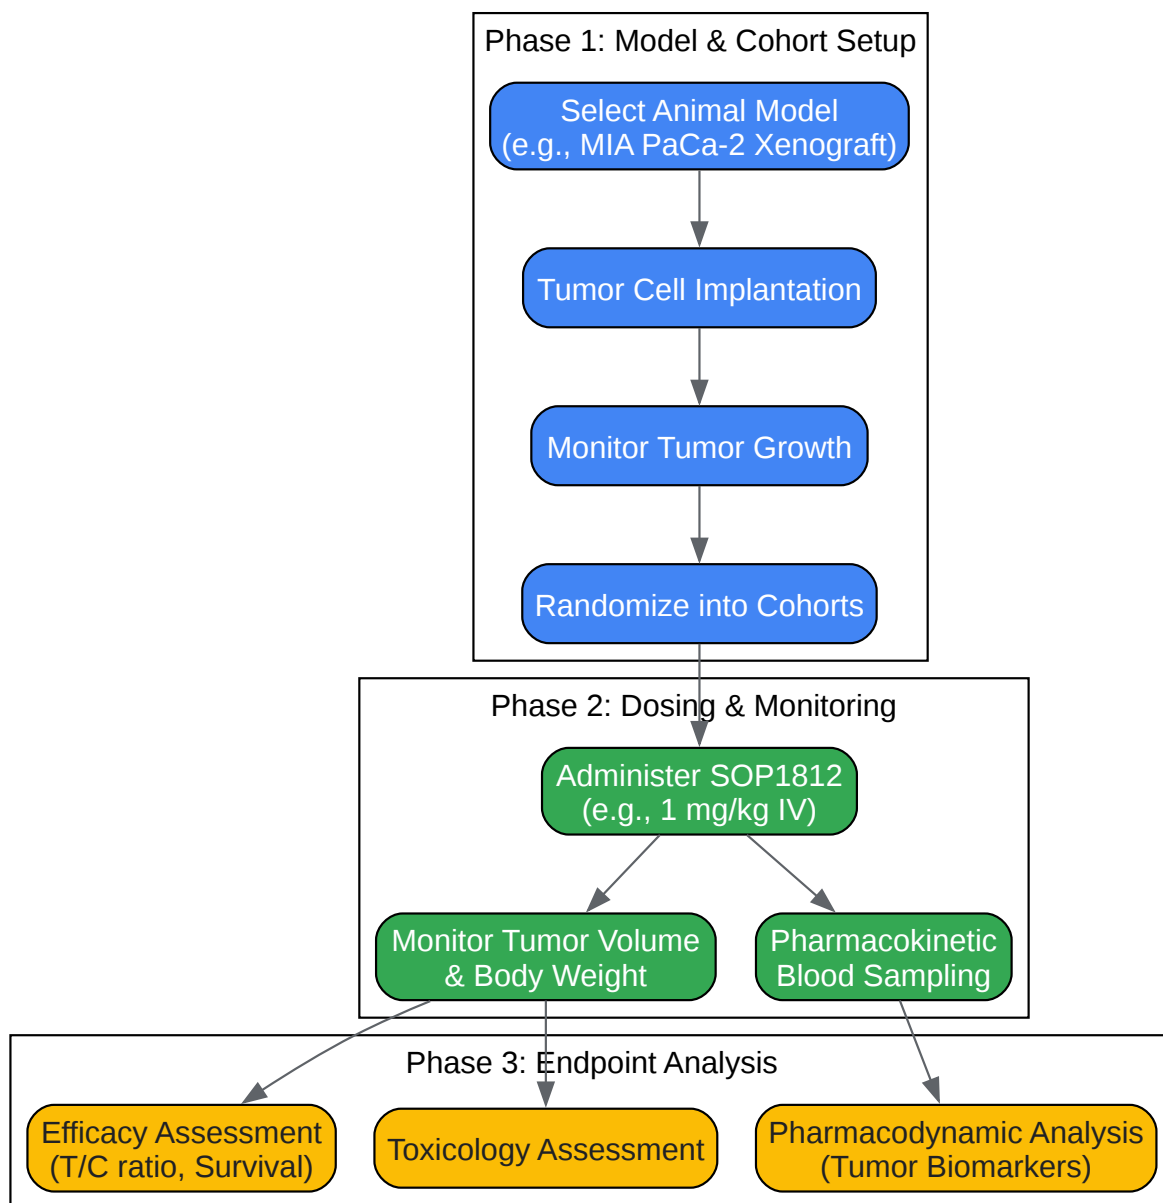 Phase 1: Model & Cohort Setup
Select Animal Model
(e.g., MIA PaCa-2 Xenograft)
Tumor Cell Implantation
Monitor Tumor Growth
Randomize into Cohorts
Phase 2: Dosing & Monitoring
Administer SOP1812
(e.g., 1 mg/kg IV)
Monitor Tumor Volume
& Body Weight
Pharmacokinetic
Blood Sampling
Phase 3: Endpoint Analysis
Efficacy Assessment
(T/C ratio, Survival)
Toxicology Assessment
Pharmacodynamic Analysis
(Tumor Biomarkers)